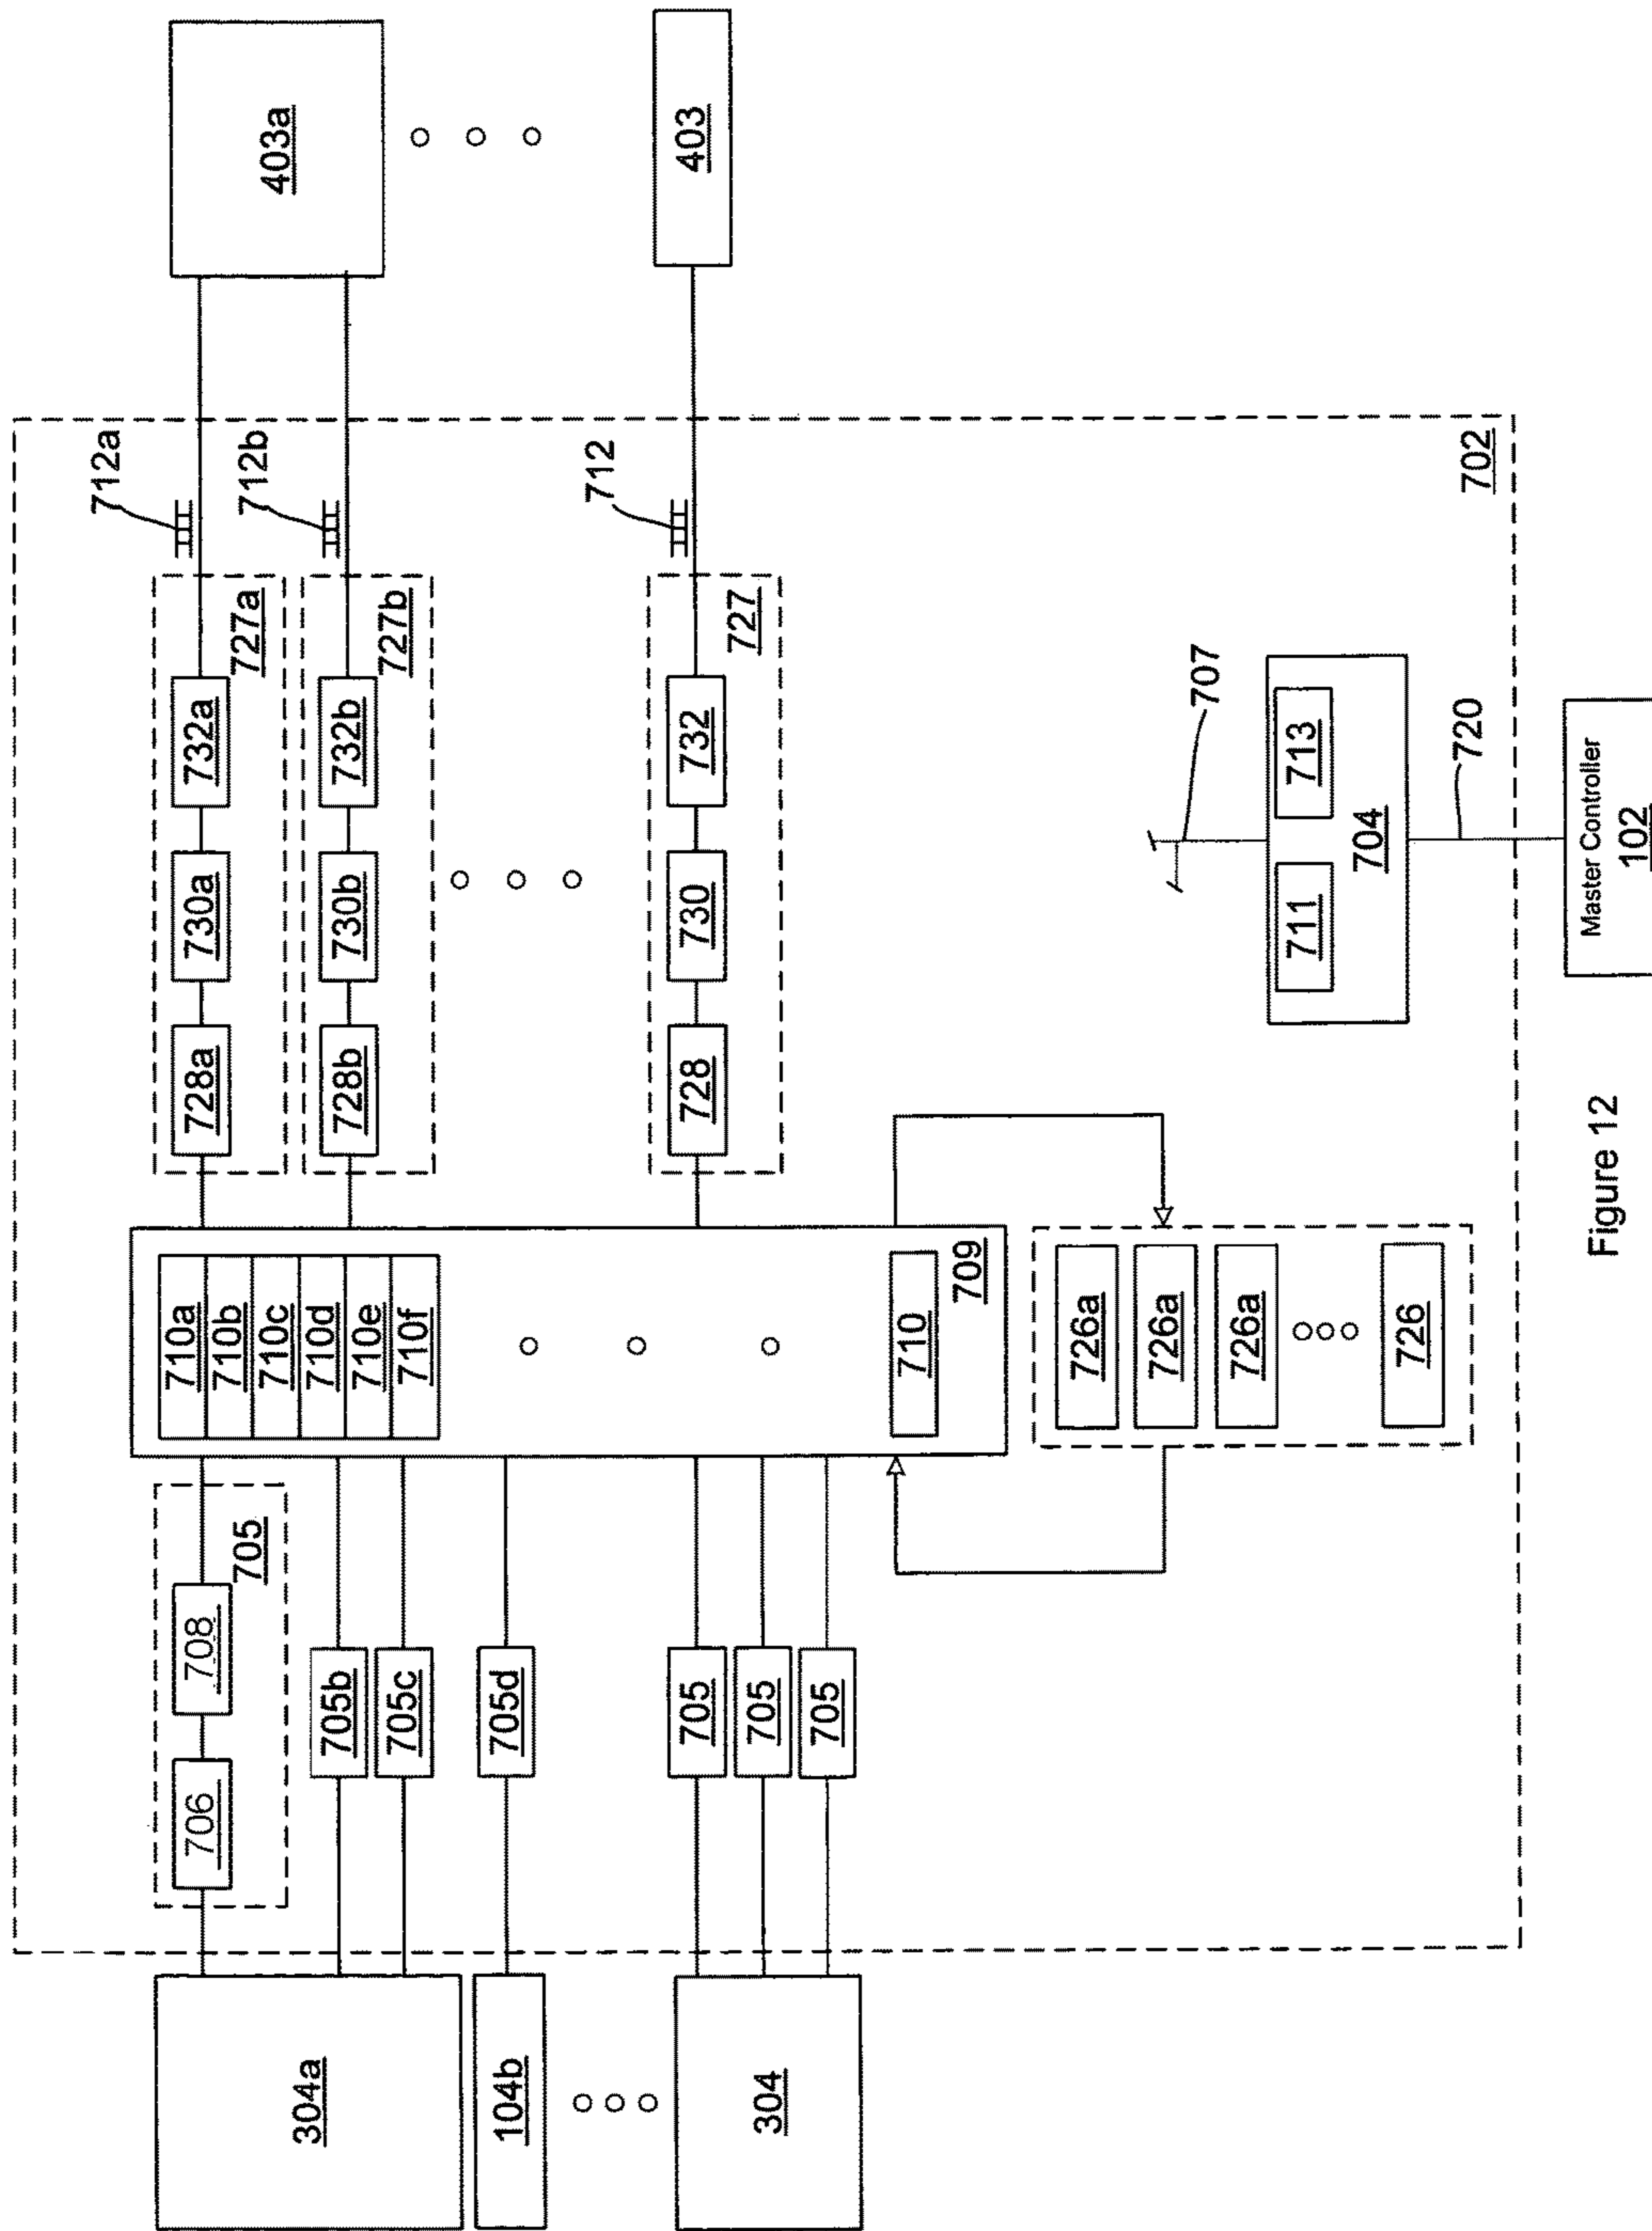 304a
104b
304
706
708
705
705b
705c
705d
705
705
705
710a
710b
710c
710d
710e
710f
710
709
726a
726a
726a
726
728a
730a
732a
727a
728b
730b
732b
727b
728
730
732
727
712a
712b
712
403a
403
707
711
713
704
720
702
Master Controller
102
Figure 12